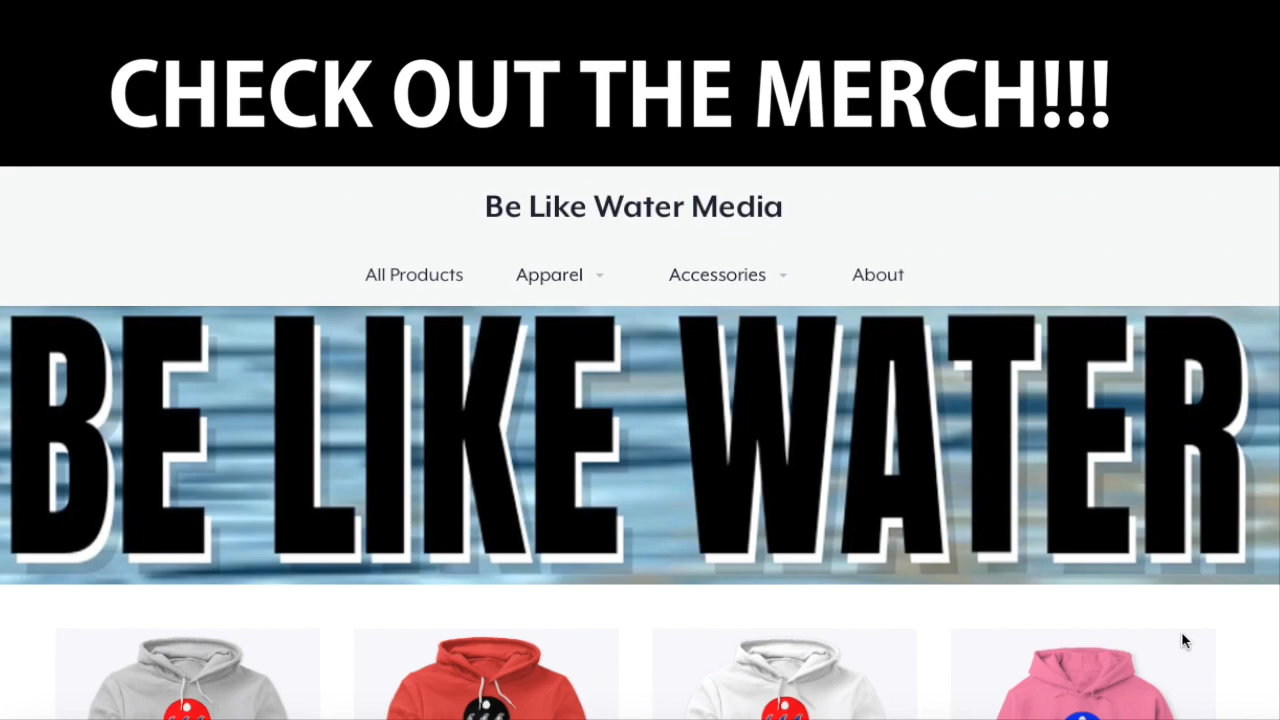 CHECK OUT THE MERCH!!!
Be Like Water Media
All Products Apparel Accessories About
BE LIKE WATER